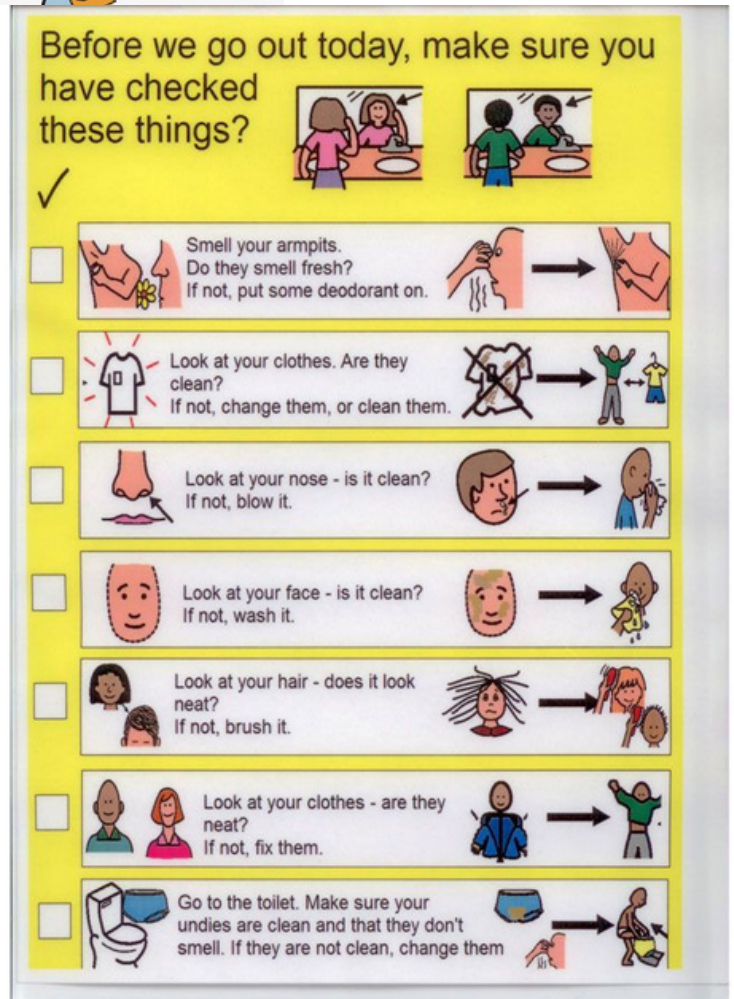 Before we go out today, make sure you
have checked
these things?
Smell your armpits.
Do they smell fresh?
If not, put some deodorant on.
Look at your clothes. Are they
clean?
If not, change them, or clean them.
Look at your nose - is it clean?
If not, blow it.
Look at your face - is it clean?
If not, wash it.
Look at your hair - does it look
neat?
If not, brush it.
Look at your clothes - are they
neat?
If not, fix them.
Go to the toilet. Make sure your
undies are clean and that they don't
smell. If they are not clean, change them